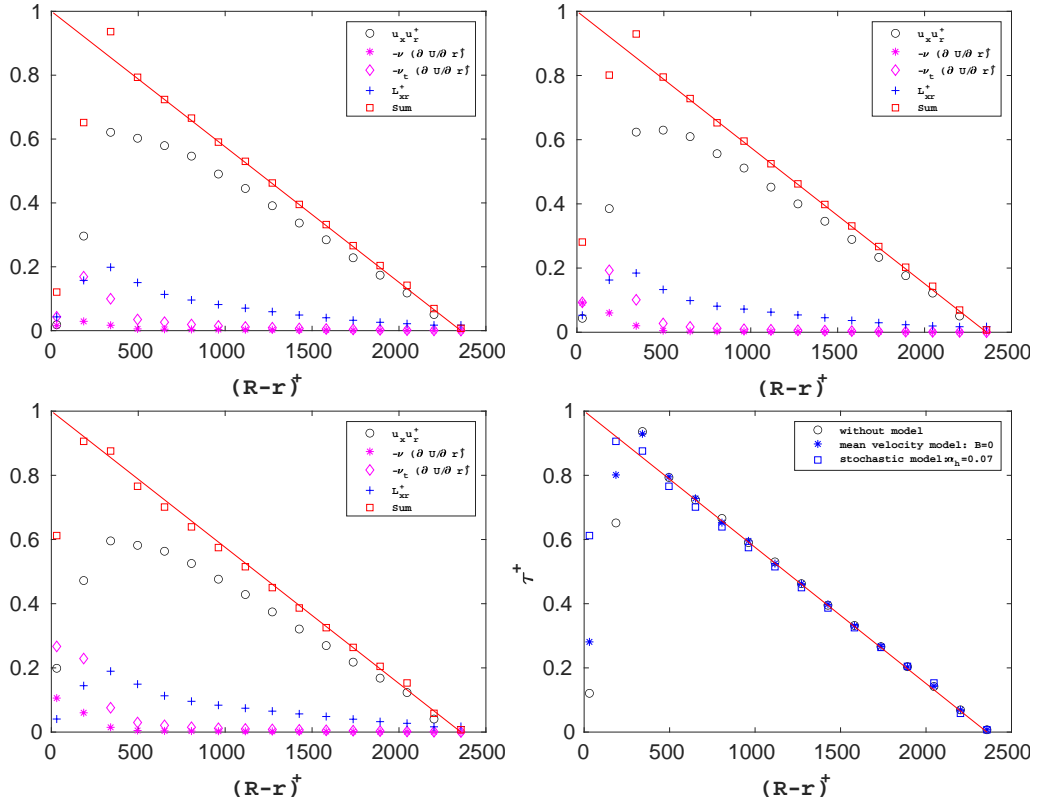 1
0.8
0.6
0.4
0.2
0
0 500 1000 1500 2000 2500
(R-r)⁺
u_x u_r⁺
-ν (∂ U/∂ r)⁺
-ν_t (∂ U/∂ r)⁺
L_xr⁺
Sum
1
0.8
0.6
0.4
0.2
0
0 500 1000 1500 2000 2500
(R-r)⁺
u_x u_r⁺
-ν (∂ U/∂ r)⁺
-ν_t (∂ U/∂ r)⁺
L_xr⁺
Sum
1
0.8
0.6
0.4
0.2
0
0 500 1000 1500 2000 2500
(R-r)⁺
u_x u_r⁺
-ν (∂ U/∂ r)⁺
-ν_t (∂ U/∂ r)⁺
L_xr⁺
Sum
1
0.8
0.6
0.4
0.2
0
0 500 1000 1500 2000 2500
(R-r)⁺
τ⁺
without model
mean velocity model: B=0
stochastic model:α_h=0.07